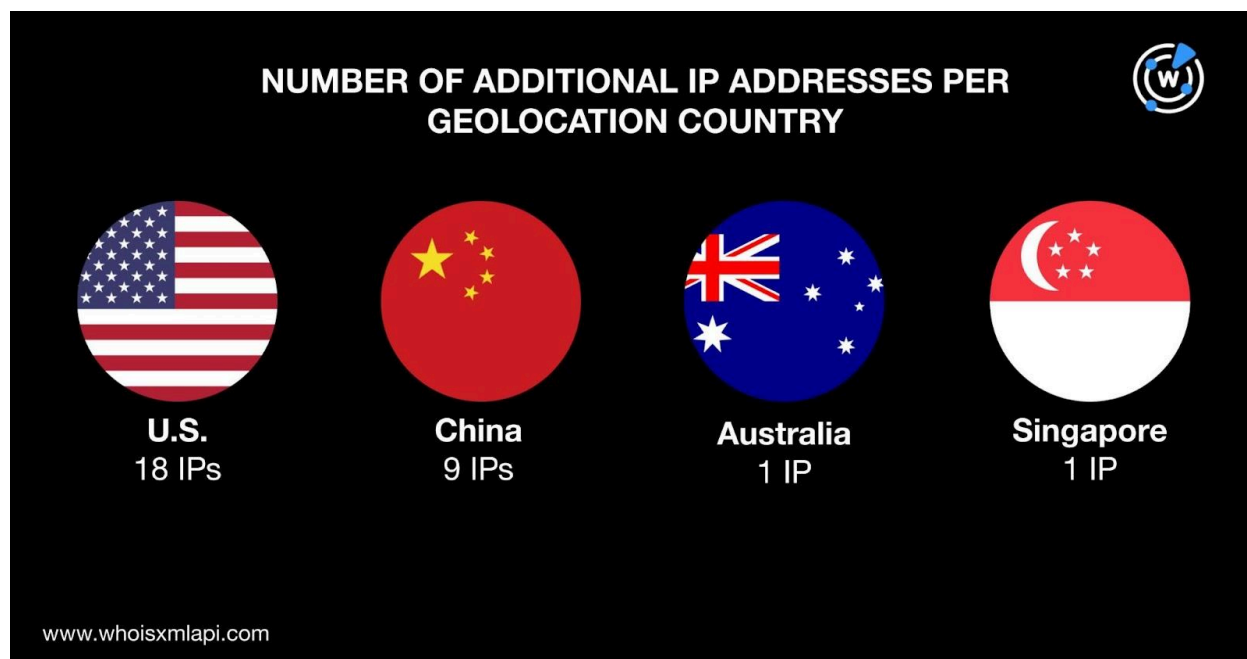 NUMBER OF ADDITIONAL IP ADDRESSES PER
GEOLOCATION COUNTRY
W
U.S.
18 IPs
China
9 IPs
Australia
1 IP
Singapore
1 IP
www.whoisxmlapi.com